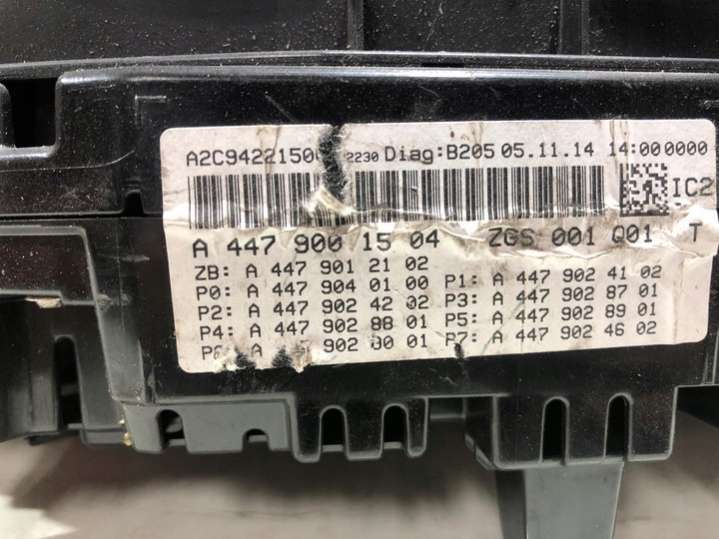 A2C9422150 2230 Diag:B205 05.11.14 14:00 0000
IC2
A 447 900 15 04 ZGS 001 Q01 T
ZB: A 447 901 21 02
P0: A 447 904 01 00 P1: A 447 902 41 02
P2: A 447 902 42 02 P3: A 447 902 87 01
P4: A 447 902 88 01 P5: A 447 902 89 01
A 902 01 P7: A 447 902 46 02